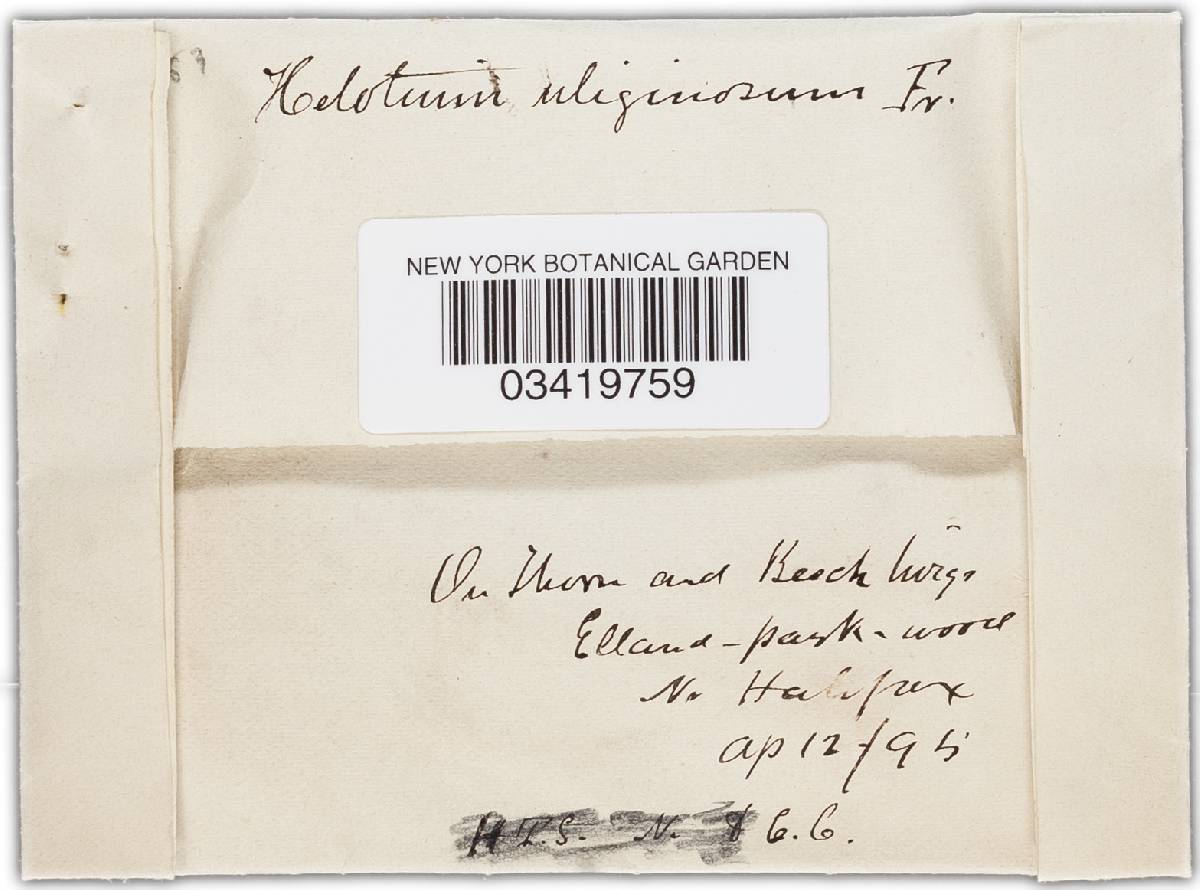 Helotium uliginosum Fr.
NEW YORK BOTANICAL GARDEN
03419759
On Thorn and Beech twigs
Elland-park-wood
Nr Halifax
ap 12/95
H.T.S. N. & C.C.